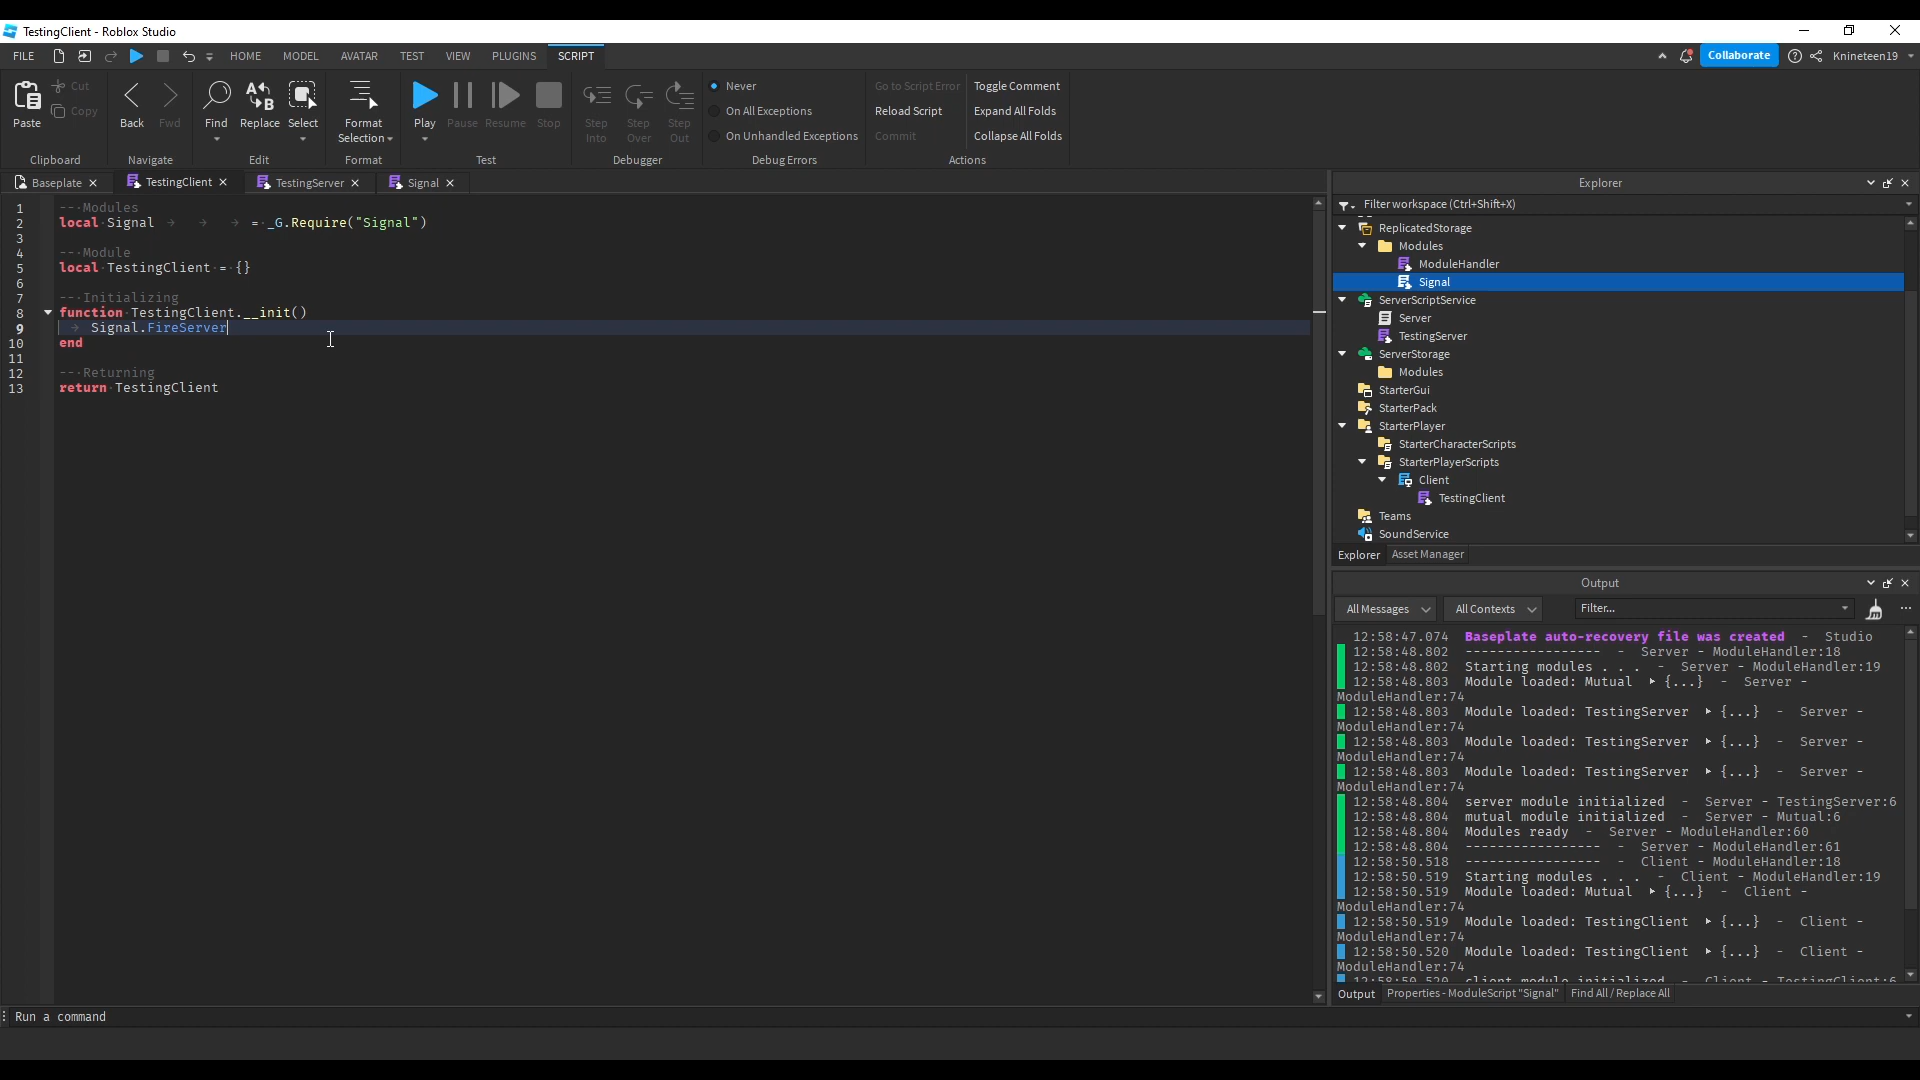 TestingClient - Roblox Studio
FILE HOME MODEL AVATAR TEST VIEW PLUGINS SCRIPT Collaborate Knineteen19
Paste Cut Copy
Clipboard
Back Fwd
Navigate
Find Replace Select
Edit
Format Selection
Format
Play Pause Resume Stop
Test
Step Into Step Over Step Out
Debugger
Never
On All Exceptions
On Unhandled Exceptions
Debug Errors
Go to Script Error Toggle Comment
Reload Script Expand All Folds
Commit Collapse All Folds
Actions
Baseplate TestingClient TestingServer Signal
1 -- Modules
2 local Signal = _G.Require("Signal")
3
4 -- Module
5 local TestingClient = {}
6
7 -- Initializing
8 function TestingClient.__init()
9 Signal.FireServer
10 end
11
12 -- Returning
13 return TestingClient
Explorer
Filter workspace (Ctrl+Shift+X)
ReplicatedStorage
Modules
ModuleHandler
Signal
ServerScriptService
Server
TestingServer
ServerStorage
Modules
StarterGui
StarterPack
StarterPlayer
StarterCharacterScripts
StarterPlayerScripts
Client
TestingClient
Teams
SoundService
Explorer Asset Manager
Output
All Messages All Contexts Filter...
12:58:47.074 Baseplate auto-recovery file was created - Studio
12:58:48.802 ----------------- - Server - ModuleHandler:18
12:58:48.802 Starting modules . . . - Server - ModuleHandler:19
12:58:48.803 Module loaded: Mutual ▶ {...} - Server -
ModuleHandler:74
12:58:48.803 Module loaded: TestingServer ▶ {...} - Server -
ModuleHandler:74
12:58:48.803 Module loaded: TestingServer ▶ {...} - Server -
ModuleHandler:74
12:58:48.803 Module loaded: TestingServer ▶ {...} - Server -
ModuleHandler:74
12:58:48.804 server module initialized - Server - TestingServer:6
12:58:48.804 mutual module initialized - Server - Mutual:6
12:58:48.804 Modules ready - Server - ModuleHandler:60
12:58:48.804 ----------------- - Server - ModuleHandler:61
12:58:50.518 ----------------- - Client - ModuleHandler:18
12:58:50.519 Starting modules . . . - Client - ModuleHandler:19
12:58:50.519 Module loaded: Mutual ▶ {...} - Client -
ModuleHandler:74
12:58:50.519 Module loaded: TestingClient ▶ {...} - Client -
ModuleHandler:74
12:58:50.520 Module loaded: TestingClient ▶ {...} - Client -
ModuleHandler:74
12:58:50.520 client module initialized - Client - TestingClient:6
Output Properties - ModuleScript "Signal" Find All / Replace All
Run a command